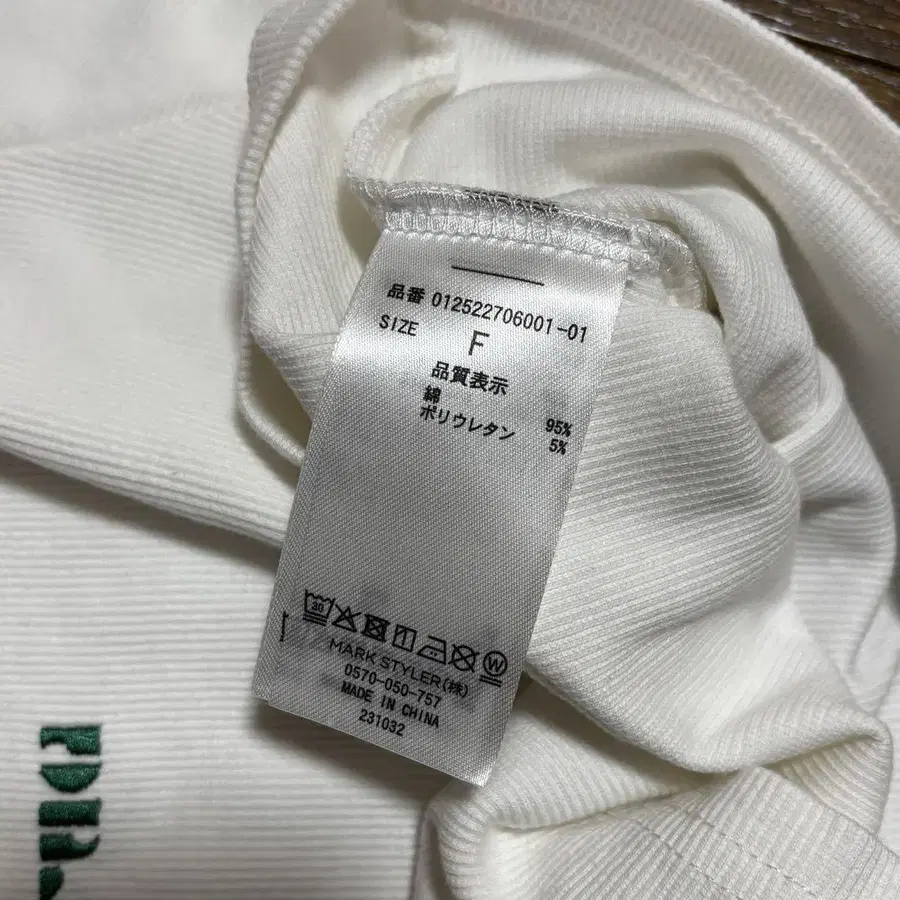 品番 012522706001-01
SIZE F
品質表示
綿 95%
ポリウレタン 5%
30
W
MARK STYLER(株)
0570-050-757
MADE IN CHINA
231032